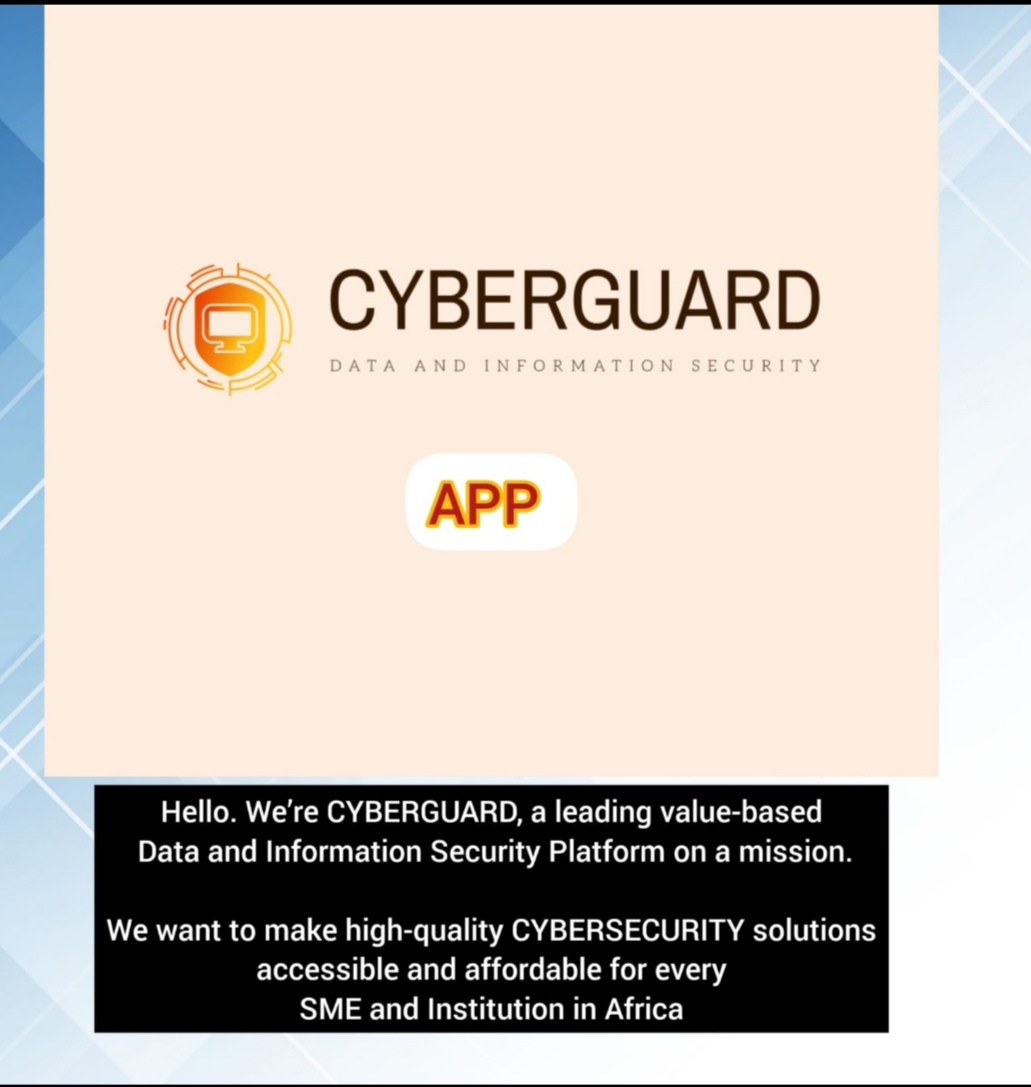 CYBERGUARD
DATA AND INFORMATION SECURITY
APP
Hello. We're CYBERGUARD, a leading value-based
Data and Information Security Platform on a mission.
We want to make high-quality CYBERSECURITY solutions
accessible and affordable for every
SME and Institution in Africa